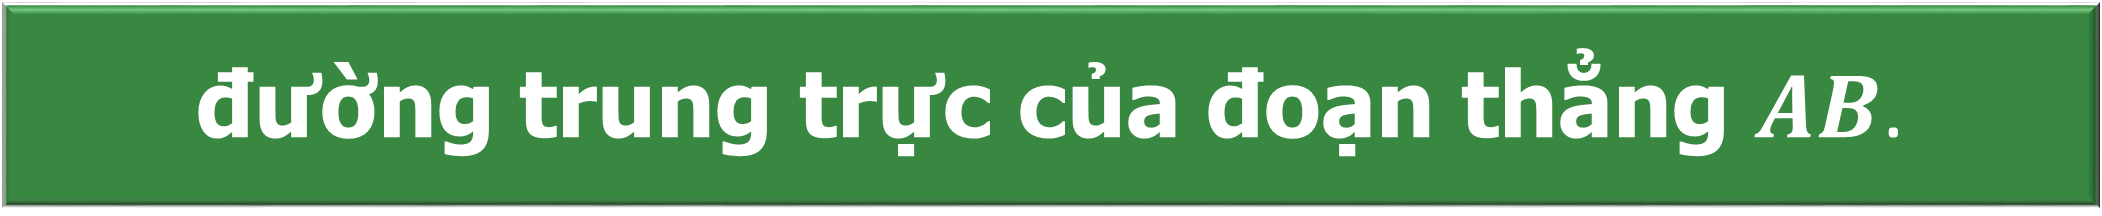 đường trung trực của đoạn thẳng AB.